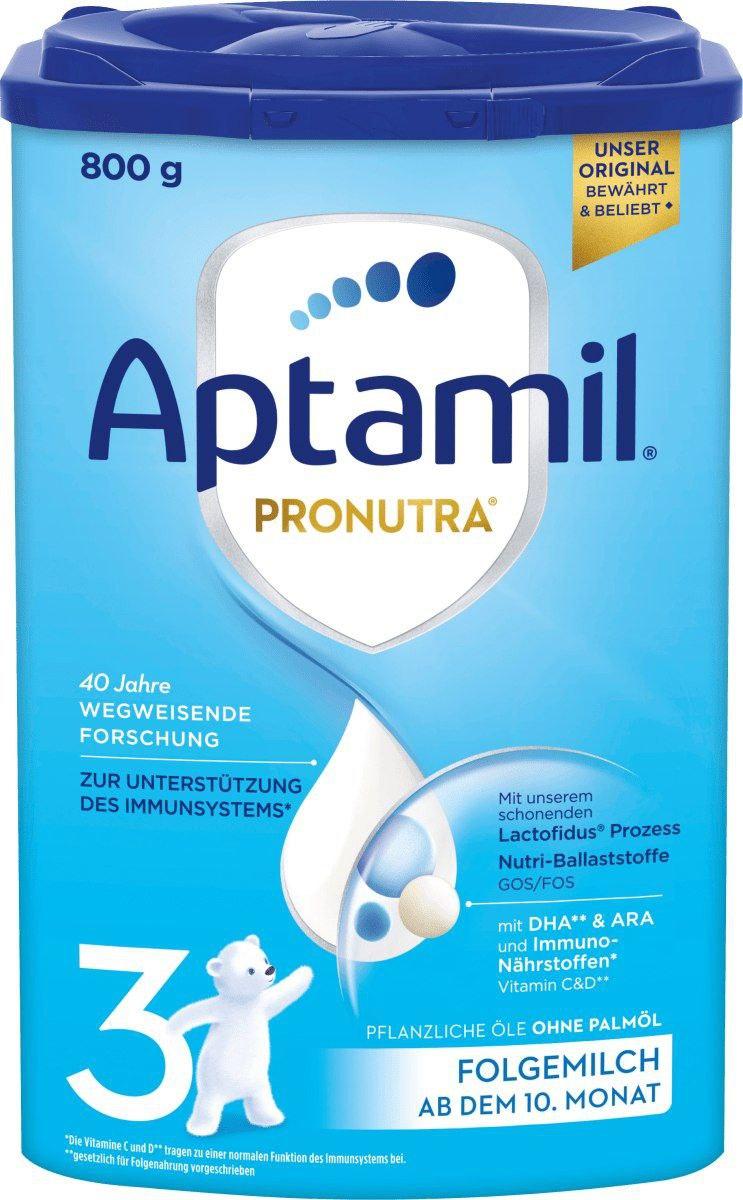 800 g
UNSER
ORIGINAL
BEWÄHRT
& BELIEBT ◆
Aptamil®
PRONUTRA®
40 Jahre
WEGWEISENDE
FORSCHUNG
ZUR UNTERSTÜTZUNG
DES IMMUNSYSTEMS*
Mit unserem
schonenden
Lactofidus® Prozess
Nutri-Ballaststoffe
GOS/FOS
mit DHA** & ARA
und Immuno-
Nährstoffen*
Vitamin C&D**
3
PFLANZLICHE ÖLE OHNE PALMÖL
FOLGEMILCH
AB DEM 10. MONAT
*Die Vitamine C und D** tragen zu einer normalen Funktion des Immunsystems bei.
**gesetzlich für Folgenahrung vorgeschrieben